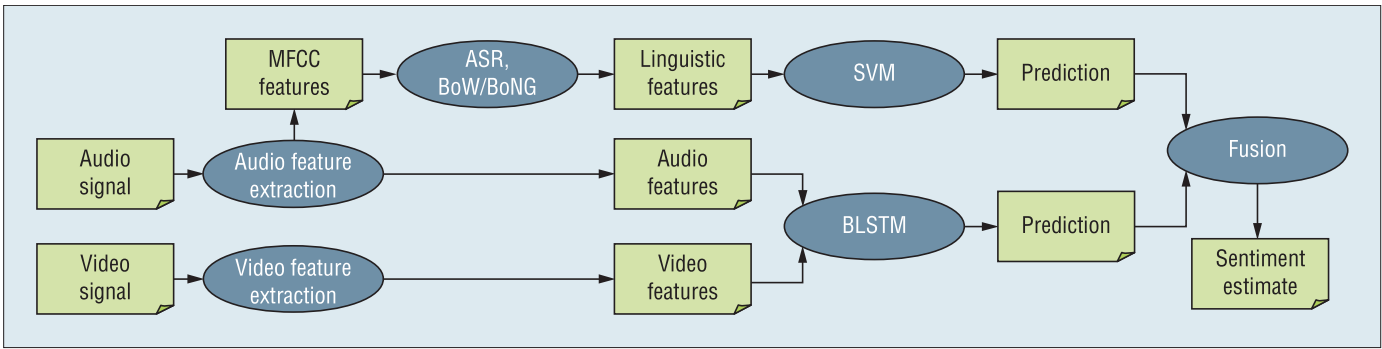 MFCC
features
ASR,
BoW/BoNG
Linguistic
features
SVM
Prediction
Audio
signal
Audio feature
extraction
Audio
features
Fusion
BLSTM
Prediction
Video
signal
Video feature
extraction
Video
features
Sentiment
estimate